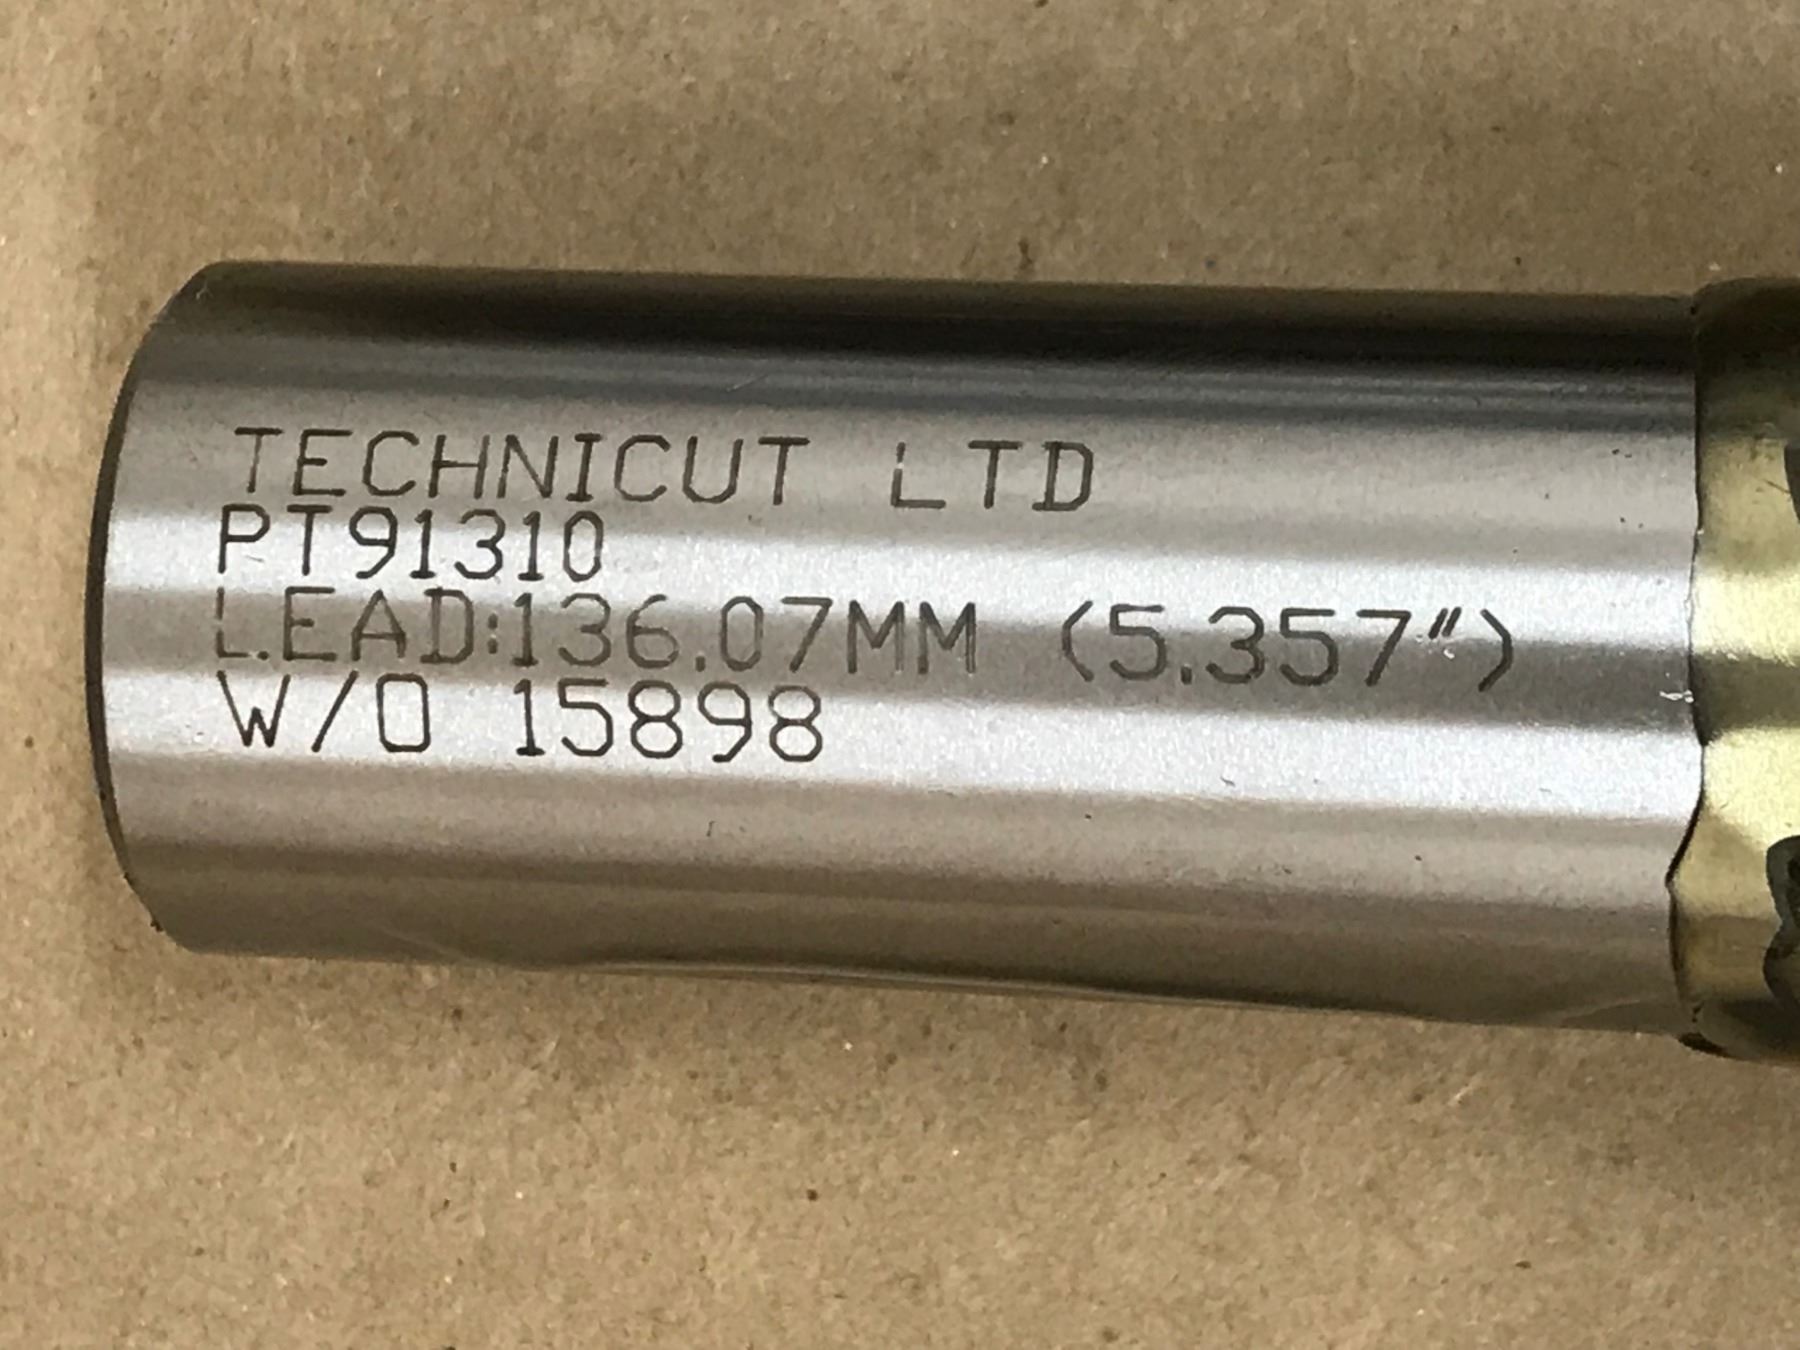 TECHNICUT LTD
PT91310
LEAD:136.07MM (5.357")
W/O 15898